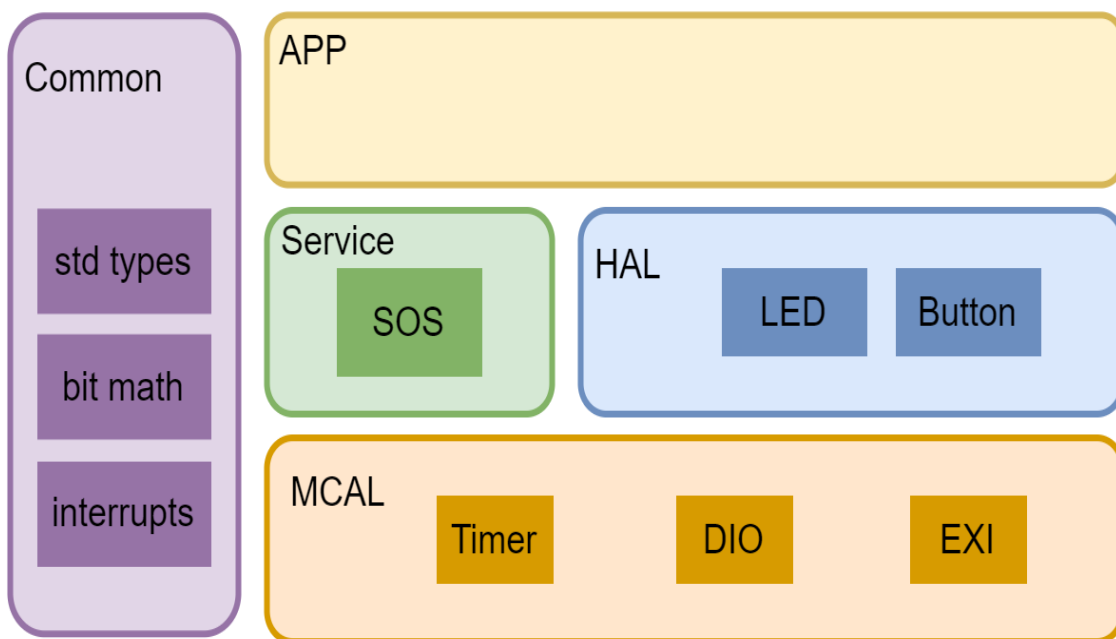 Common
std types
bit math
interrupts
APP
Service
SOS
HAL
LED
Button
MCAL
Timer
DIO
EXI